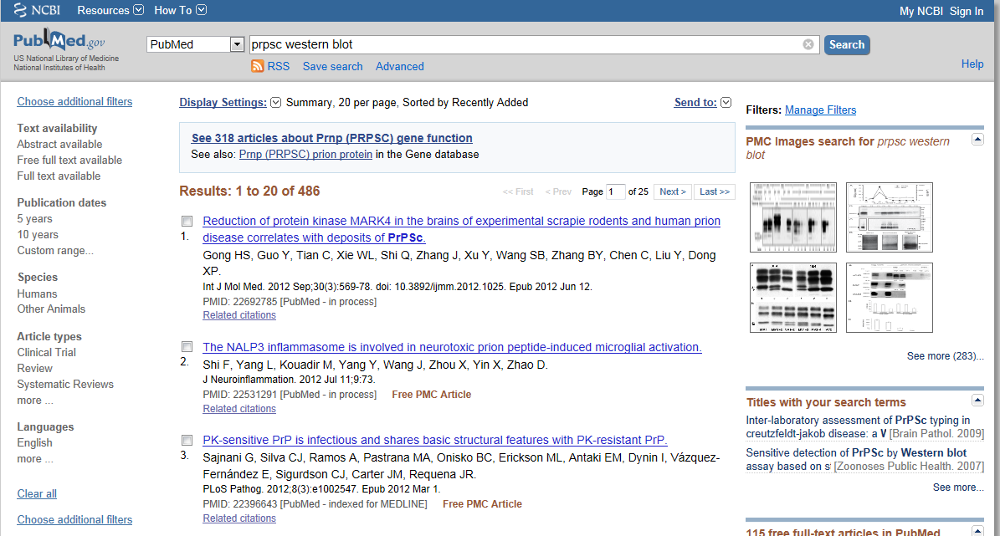 NCBI Resources How To My NCBI Sign In
PubMed.gov
US National Library of Medicine
National Institutes of Health
PubMed prpsc western blot Search
RSS Save search Advanced Help
Choose additional filters
Text availability
Abstract available
Free full text available
Full text available
Publication dates
5 years
10 years
Custom range...
Species
Humans
Other Animals
Article types
Clinical Trial
Review
Systematic Reviews
more ...
Languages
English
more ...
Clear all
Choose additional filters
Display Settings: Summary, 20 per page, Sorted by Recently Added Send to:
See 318 articles about Prnp (PRPSC) gene function
See also: Prnp (PRPSC) prion protein in the Gene database
Results: 1 to 20 of 486 << First < Prev Page 1 of 25 Next > Last >>
Reduction of protein kinase MARK4 in the brains of experimental scrapie rodents and human prion
1. disease correlates with deposits of PrPSc.
Gong HS, Guo Y, Tian C, Xie WL, Shi Q, Zhang J, Xu Y, Wang SB, Zhang BY, Chen C, Liu Y, Dong
XP.
Int J Mol Med. 2012 Sep;30(3):569-78. doi: 10.3892/ijmm.2012.1025. Epub 2012 Jun 12.
PMID: 22692785 [PubMed - in process]
Related citations
The NALP3 inflammasome is involved in neurotoxic prion peptide-induced microglial activation.
2. Shi F, Yang L, Kouadir M, Yang Y, Wang J, Zhou X, Yin X, Zhao D.
J Neuroinflammation. 2012 Jul 11;9:73.
PMID: 22531291 [PubMed - in process] Free PMC Article
Related citations
PK-sensitive PrP is infectious and shares basic structural features with PK-resistant PrP.
3. Sajnani G, Silva CJ, Ramos A, Pastrana MA, Onisko BC, Erickson ML, Antaki EM, Dynin I, Vázquez-
Fernández E, Sigurdson CJ, Carter JM, Requena JR.
PLoS Pathog. 2012;8(3):e1002547. Epub 2012 Mar 1.
PMID: 22396643 [PubMed - indexed for MEDLINE] Free PMC Article
Related citations
Filters: Manage Filters
PMC Images search for prpsc western
blot
See more (283)...
Titles with your search terms
Inter-laboratory assessment of PrPSc typing in
creutzfeldt-jakob disease: a W [Brain Pathol. 2009]
Sensitive detection of PrPSc by Western blot
assay based on s [Zoonoses Public Health. 2007]
See more...
115 free full-text articles in PubMed